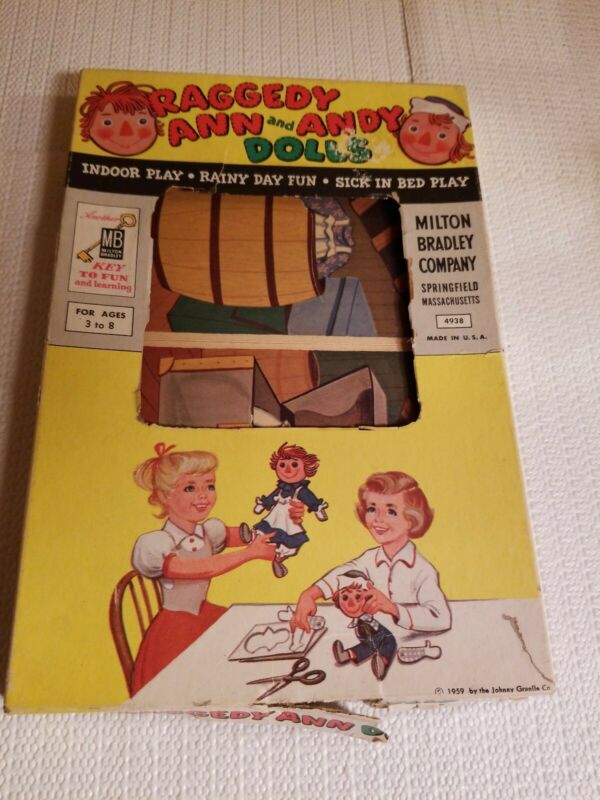 RAGGEDY
ANN and ANDY
DOLLS
INDOOR PLAY • RAINY DAY FUN • SICK IN BED PLAY
Another
MB
MILTON
BRADLEY
KEY
TO FUN
and learning
FOR AGES
3 to 8
MILTON
BRADLEY
COMPANY
SPRINGFIELD
MASSACHUSETTS
4938
MADE IN U.S.A.
© 1959 by the Johnny Gruelle Co
RAGGEDY ANN